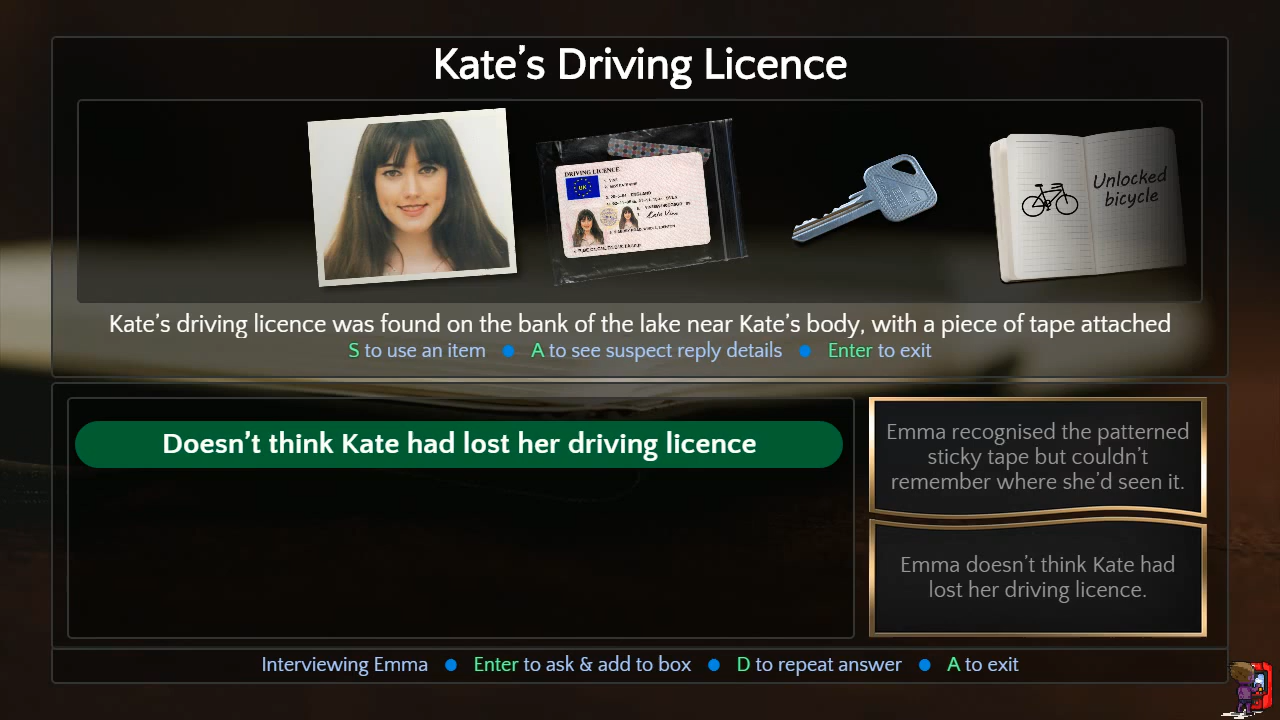 Kate's Driving Licence
DRIVING LICENCE
UK
Unlocked
bicycle
Kate's driving licence was found on the bank of the lake near Kate's body, with a piece of tape attached
S to use an item • A to see suspect reply details • Enter to exit
Doesn't think Kate had lost her driving licence
Emma recognised the patterned
sticky tape but couldn't
remember where she'd seen it.
Emma doesn't think Kate had
lost her driving licence.
Interviewing Emma • Enter to ask & add to box • D to repeat answer • A to exit